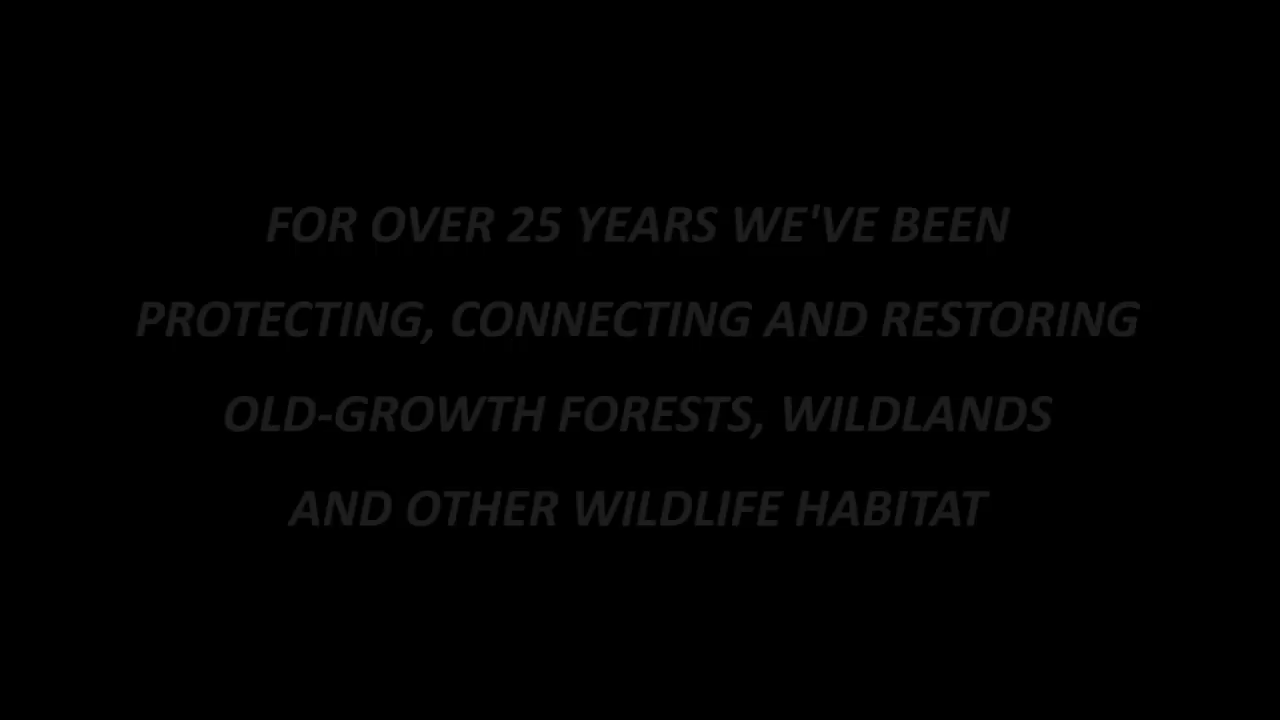 FOR OVER 25 YEARS WE'VE BEEN
PROTECTING, CONNECTING AND RESTORING
OLD-GROWTH FORESTS, WILDLANDS
AND OTHER WILDLIFE HABITAT